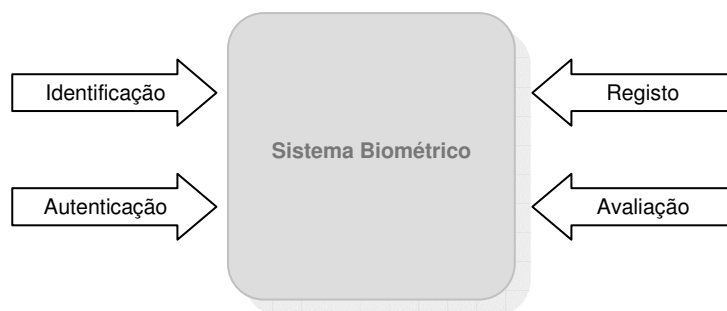 Identificação
Registo
Sistema Biométrico
Autenticação
Avaliação